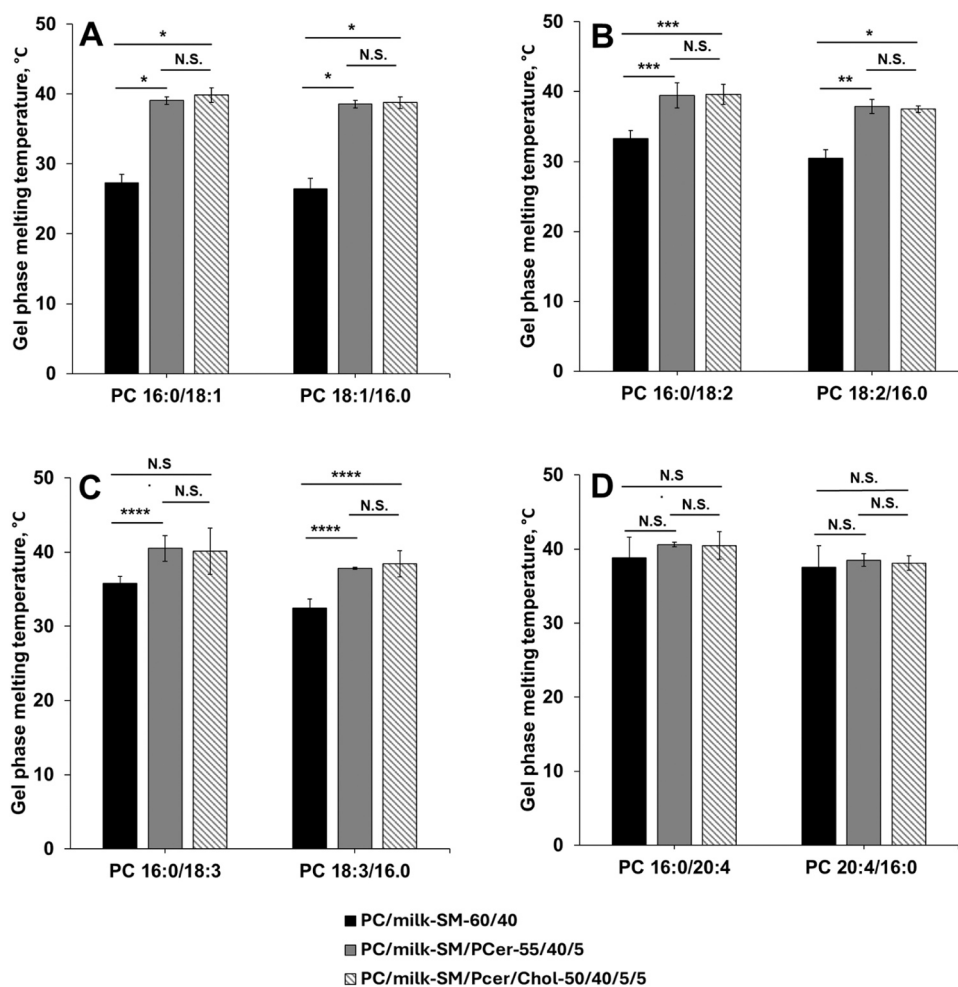 A
Gel phase melting temperature, °C
50
40
30
20
10
0
*
N.S.
*
*
N.S.
*
PC 16:0/18:1
PC 18:1/16.0
B
Gel phase melting temperature, °C
50
40
30
20
10
0
***
N.S.
***
*
N.S.
**
PC 16:0/18:2
PC 18:2/16.0
C
Gel phase melting temperature, °C
50
40
30
20
10
0
N.S
N.S.
****
****
N.S.
****
PC 16:0/18:3
PC 18:3/16.0
D
Gel phase melting temperature, °C
50
40
30
20
10
0
N.S
N.S.
N.S.
N.S.
N.S.
N.S.
PC 16:0/20:4
PC 20:4/16:0
PC/milk-SM-60/40
PC/milk-SM/PCer-55/40/5
PC/milk-SM/Pcer/Chol-50/40/5/5